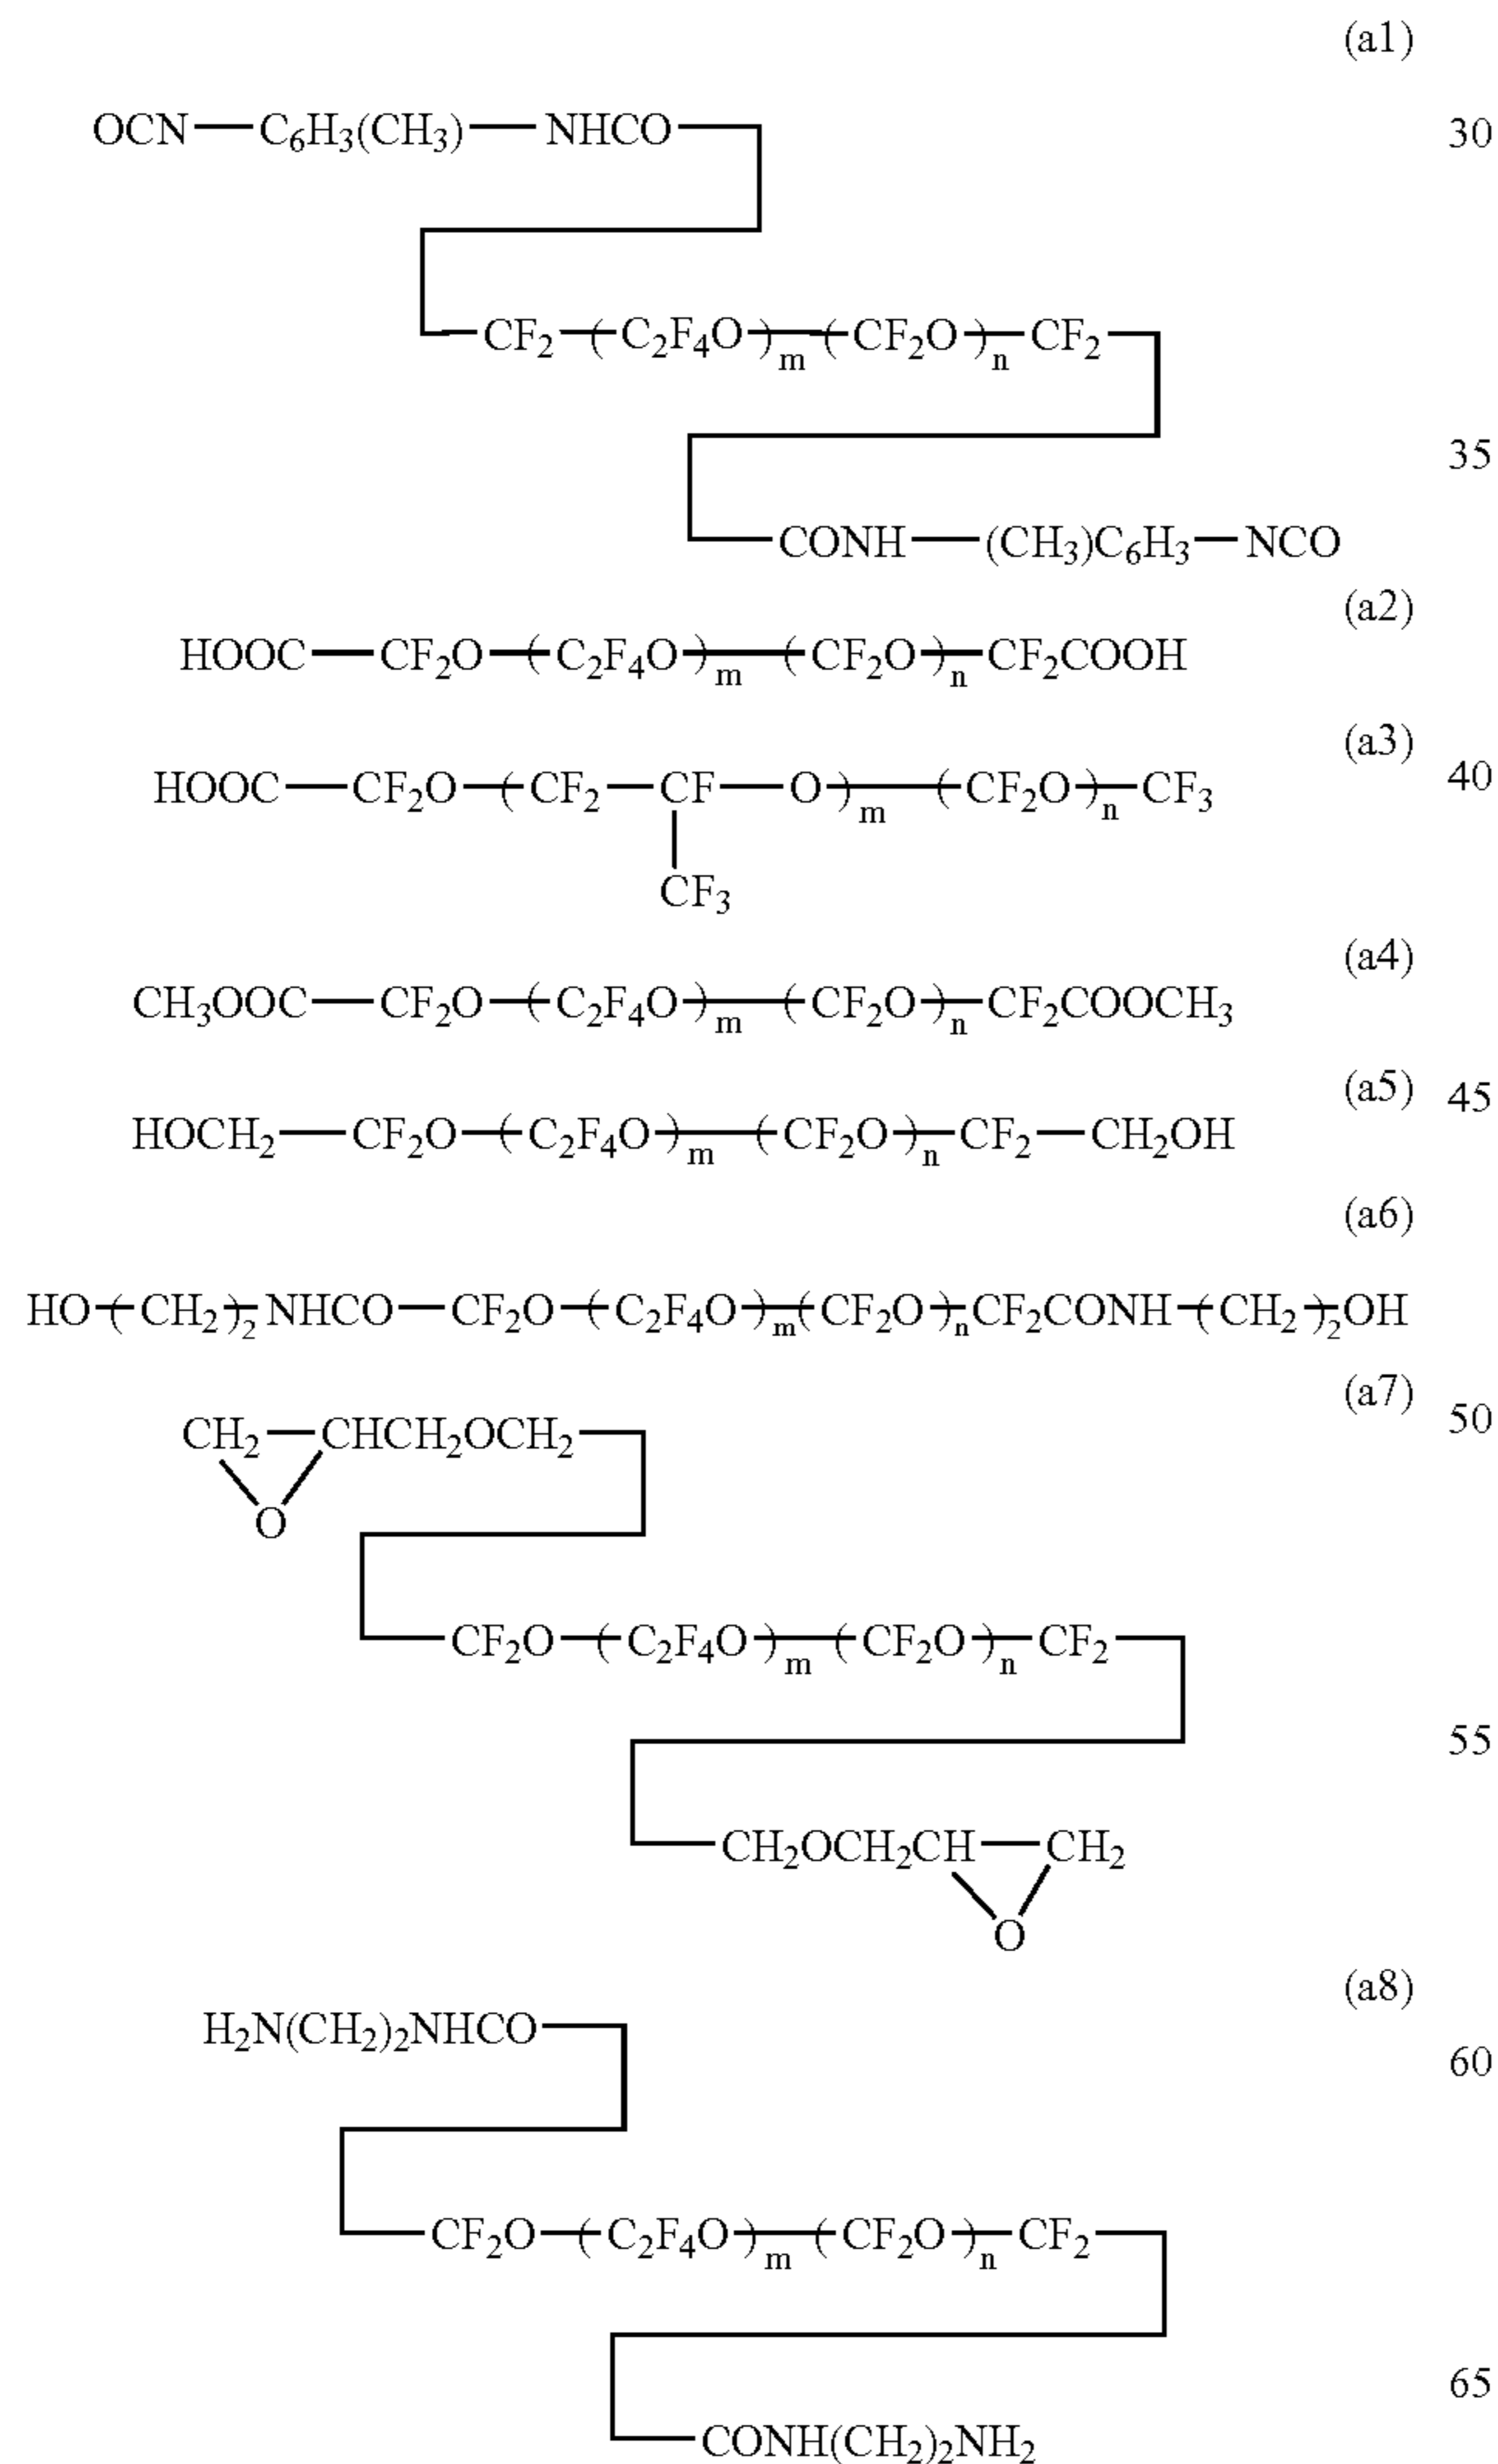 (a1)
OCN—C₆H₃(CH₃)—NHCO— 30
—CF₂—(C₂F₄O)ₘ—(CF₂O)ₙ—CF₂—
35
—CONH—(CH₃)C₆H₃—NCO
(a2)
HOOC—CF₂O—(C₂F₄O)ₘ—(CF₂O)ₙ—CF₂COOH
(a3)
HOOC—CF₂O—(CF₂—CF—O)ₘ—(CF₂O)ₙ—CF₃ 40
CF₃
(a4)
CH₃OOC—CF₂O—(C₂F₄O)ₘ—(CF₂O)ₙ—CF₂COOCH₃
(a5) 45
HOCH₂—CF₂O—(C₂F₄O)ₘ—(CF₂O)ₙ—CF₂—CH₂OH
(a6)
HO—(CH₂)₂—NHCO—CF₂O—(C₂F₄O)ₘ—(CF₂O)ₙ—CF₂CONH—(CH₂)₂OH
(a7)
CH₂—CHCH₂OCH₂— 50
O
—CF₂O—(C₂F₄O)ₘ—(CF₂O)ₙ—CF₂—
55
—CH₂OCH₂CH—CH₂
O
(a8)
H₂N(CH₂)₂NHCO— 60
—CF₂O—(C₂F₄O)ₘ—(CF₂O)ₙ—CF₂—
65
—CONH(CH₂)₂NH₂